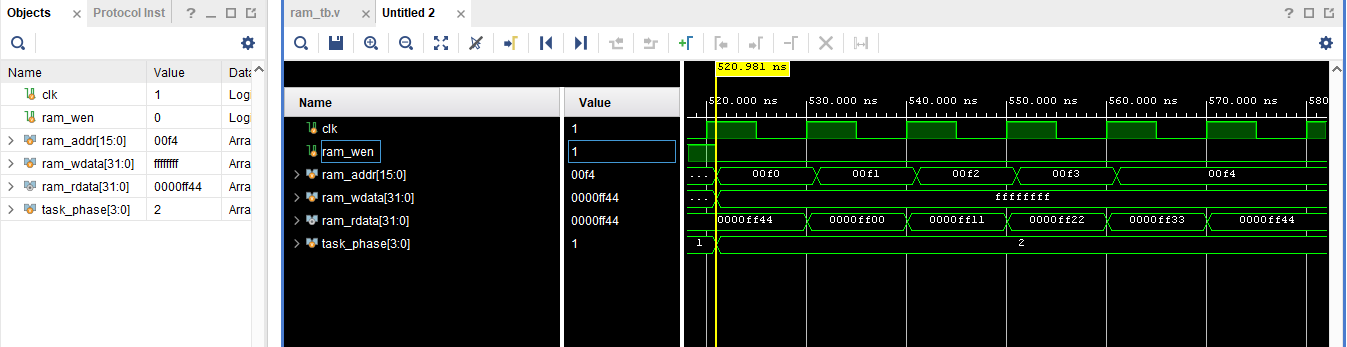 Objects × Protocol Inst ?
Name Value Data
clk 1 Logi
ram_wen 0 Logi
ram_addr[15:0] 00f4 Arra
ram_wdata[31:0] ffffffff Arra
ram_rdata[31:0] 0000ff44 Arra
task_phase[3:0] 2 Arra
ram_tb.v × Untitled 2 × ?
520.981 ns
Name Value
520.000 ns 530.000 ns 540.000 ns 550.000 ns 560.000 ns 570.000 ns 580
clk 1
ram_wen 1
ram_addr[15:0] 00f4 ... 00f0 00f1 00f2 00f3 00f4
ram_wdata[31:0] 0000ff44 ... ffffffff
ram_rdata[31:0] 0000ff44 0000ff44 0000ff00 0000ff11 0000ff22 0000ff33 0000ff44
task_phase[3:0] 1 1 2